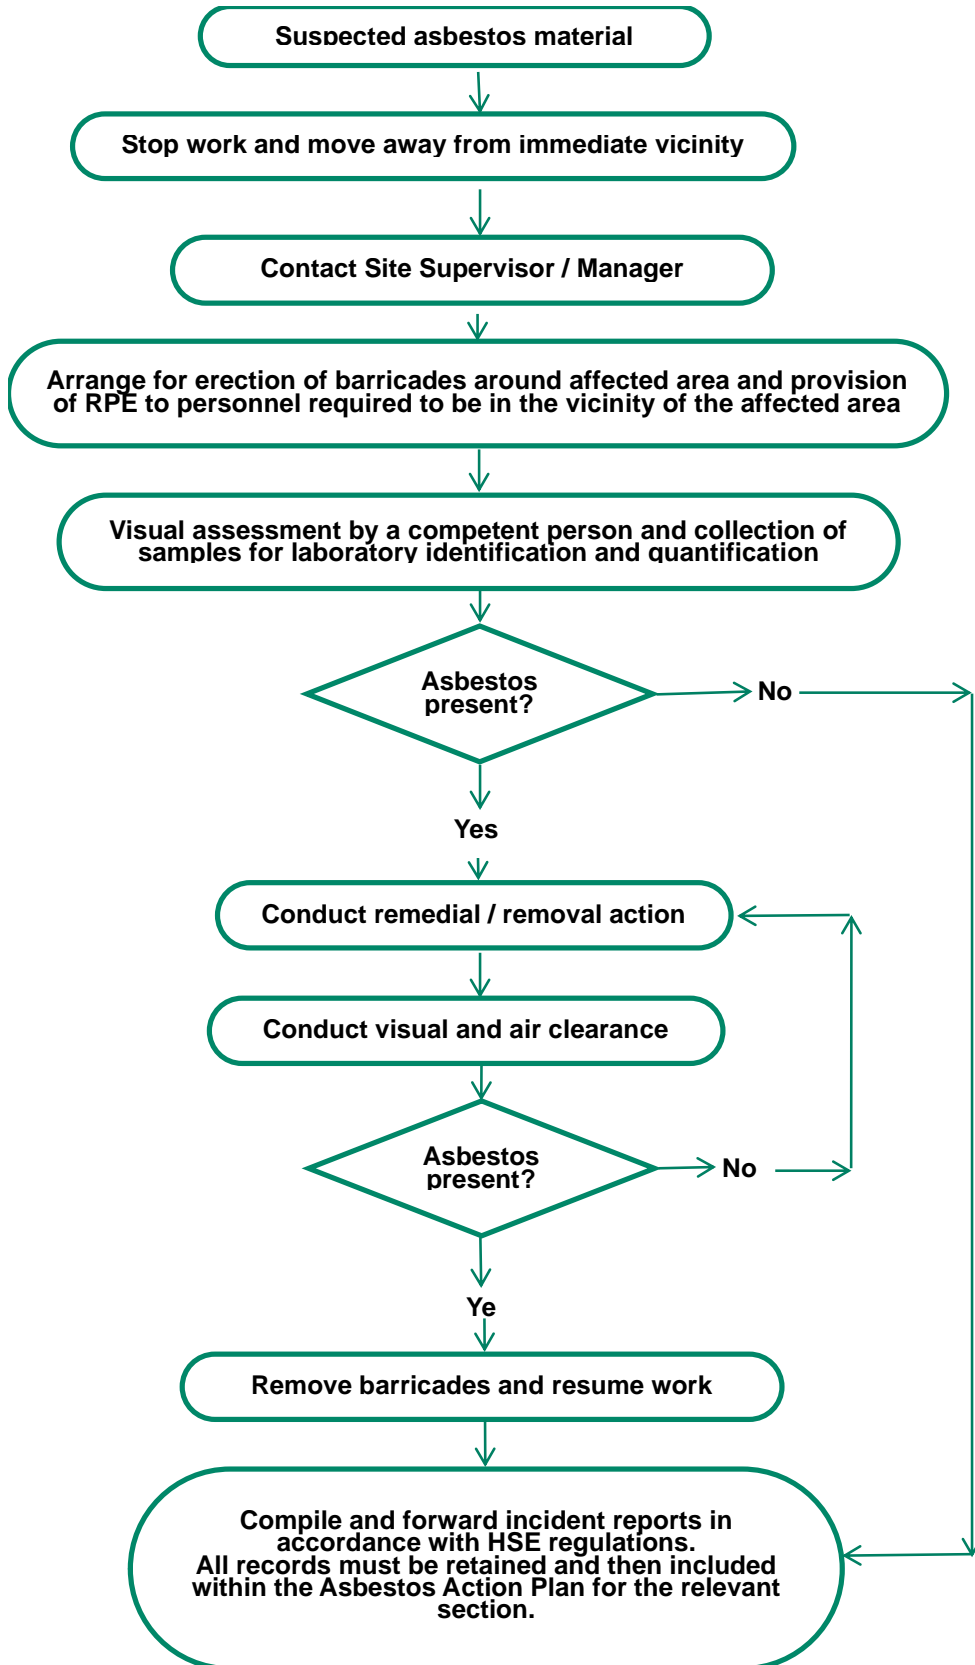 Suspected asbestos material
Stop work and move away from immediate vicinity
Contact Site Supervisor / Manager
Arrange for erection of barricades around affected area and provision
of RPE to personnel required to be in the vicinity of the affected area
Visual assessment by a competent person and collection of
samples for laboratory identification and quantification
Asbestos
present?
No
Yes
Conduct remedial / removal action
Conduct visual and air clearance
Asbestos
present?
No
Ye
Remove barricades and resume work
Compile and forward incident reports in
accordance with HSE regulations.
All records must be retained and then included
within the Asbestos Action Plan for the relevant
section.